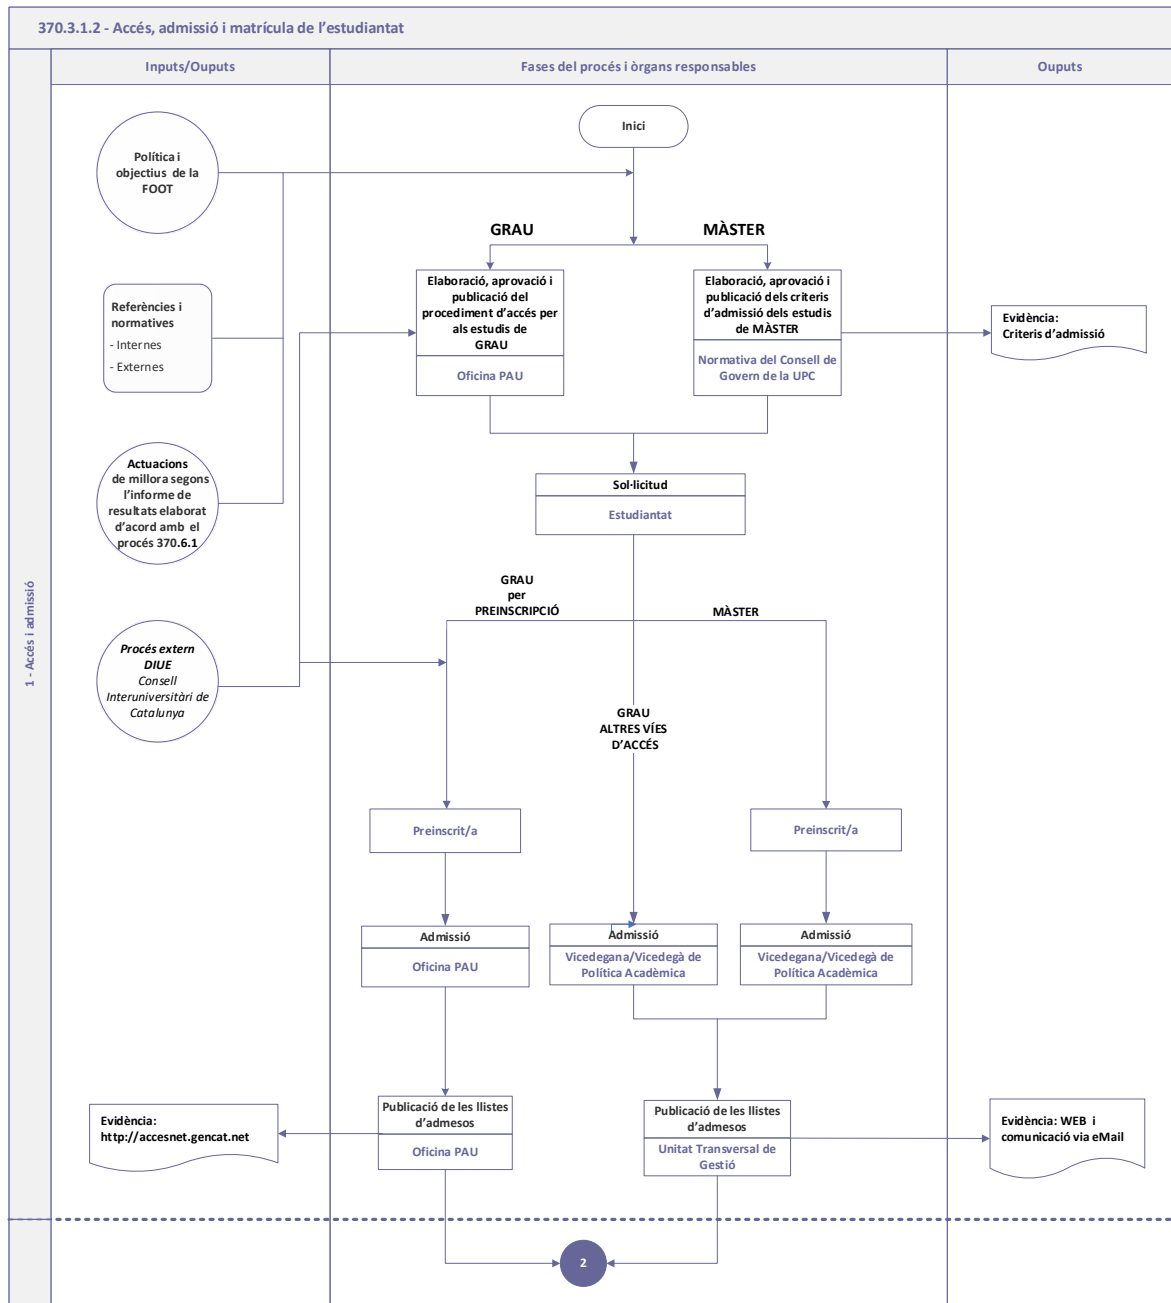 370.3.1.2 - Accés, admissió i matrícula de l'estudiantat
Inputs/Ouputs
Fases del procés i òrgans responsables
Ouputs
1 - Accés i admissió
Inici
Política i
objectius de la
FOOT
GRAU
MÀSTER
Referències i
normatives
- Internes
- Externes
Elaboració, aprovació i
publicació del
procediment d'accés per
als estudis de
GRAU
Oficina PAU
Elaboració, aprovació i
publicació dels criteris
d'admissió dels estudis
de MÀSTER
Normativa del Consell de
Govern de la UPC
Evidència:
Criteris d'admissió
Actuacions
de millora segons
l'informe de
resultats elaborat
d'acord amb el
procés 370.6.1
Sol·licitud
Estudiantat
GRAU
per
PREINSCRIPCIÓ
MÀSTER
Procés extern
DIUE
Consell
Interuniversitàri de
Catalunya
GRAU
ALTRES VÍES
D'ACCÉS
Preinscrit/a
Preinscrit/a
Admissió
Oficina PAU
Admissió
Vicedegana/Vicedegà de
Política Acadèmica
Admissió
Vicedegana/Vicedegà de
Política Acadèmica
Evidència:
http://accesnet.gencat.net
Publicació de les llistes
d'admesos
Oficina PAU
Publicació de les llistes
d'admesos
Unitat Transversal de
Gestió
Evidència: WEB i
comunicació via eMail
2